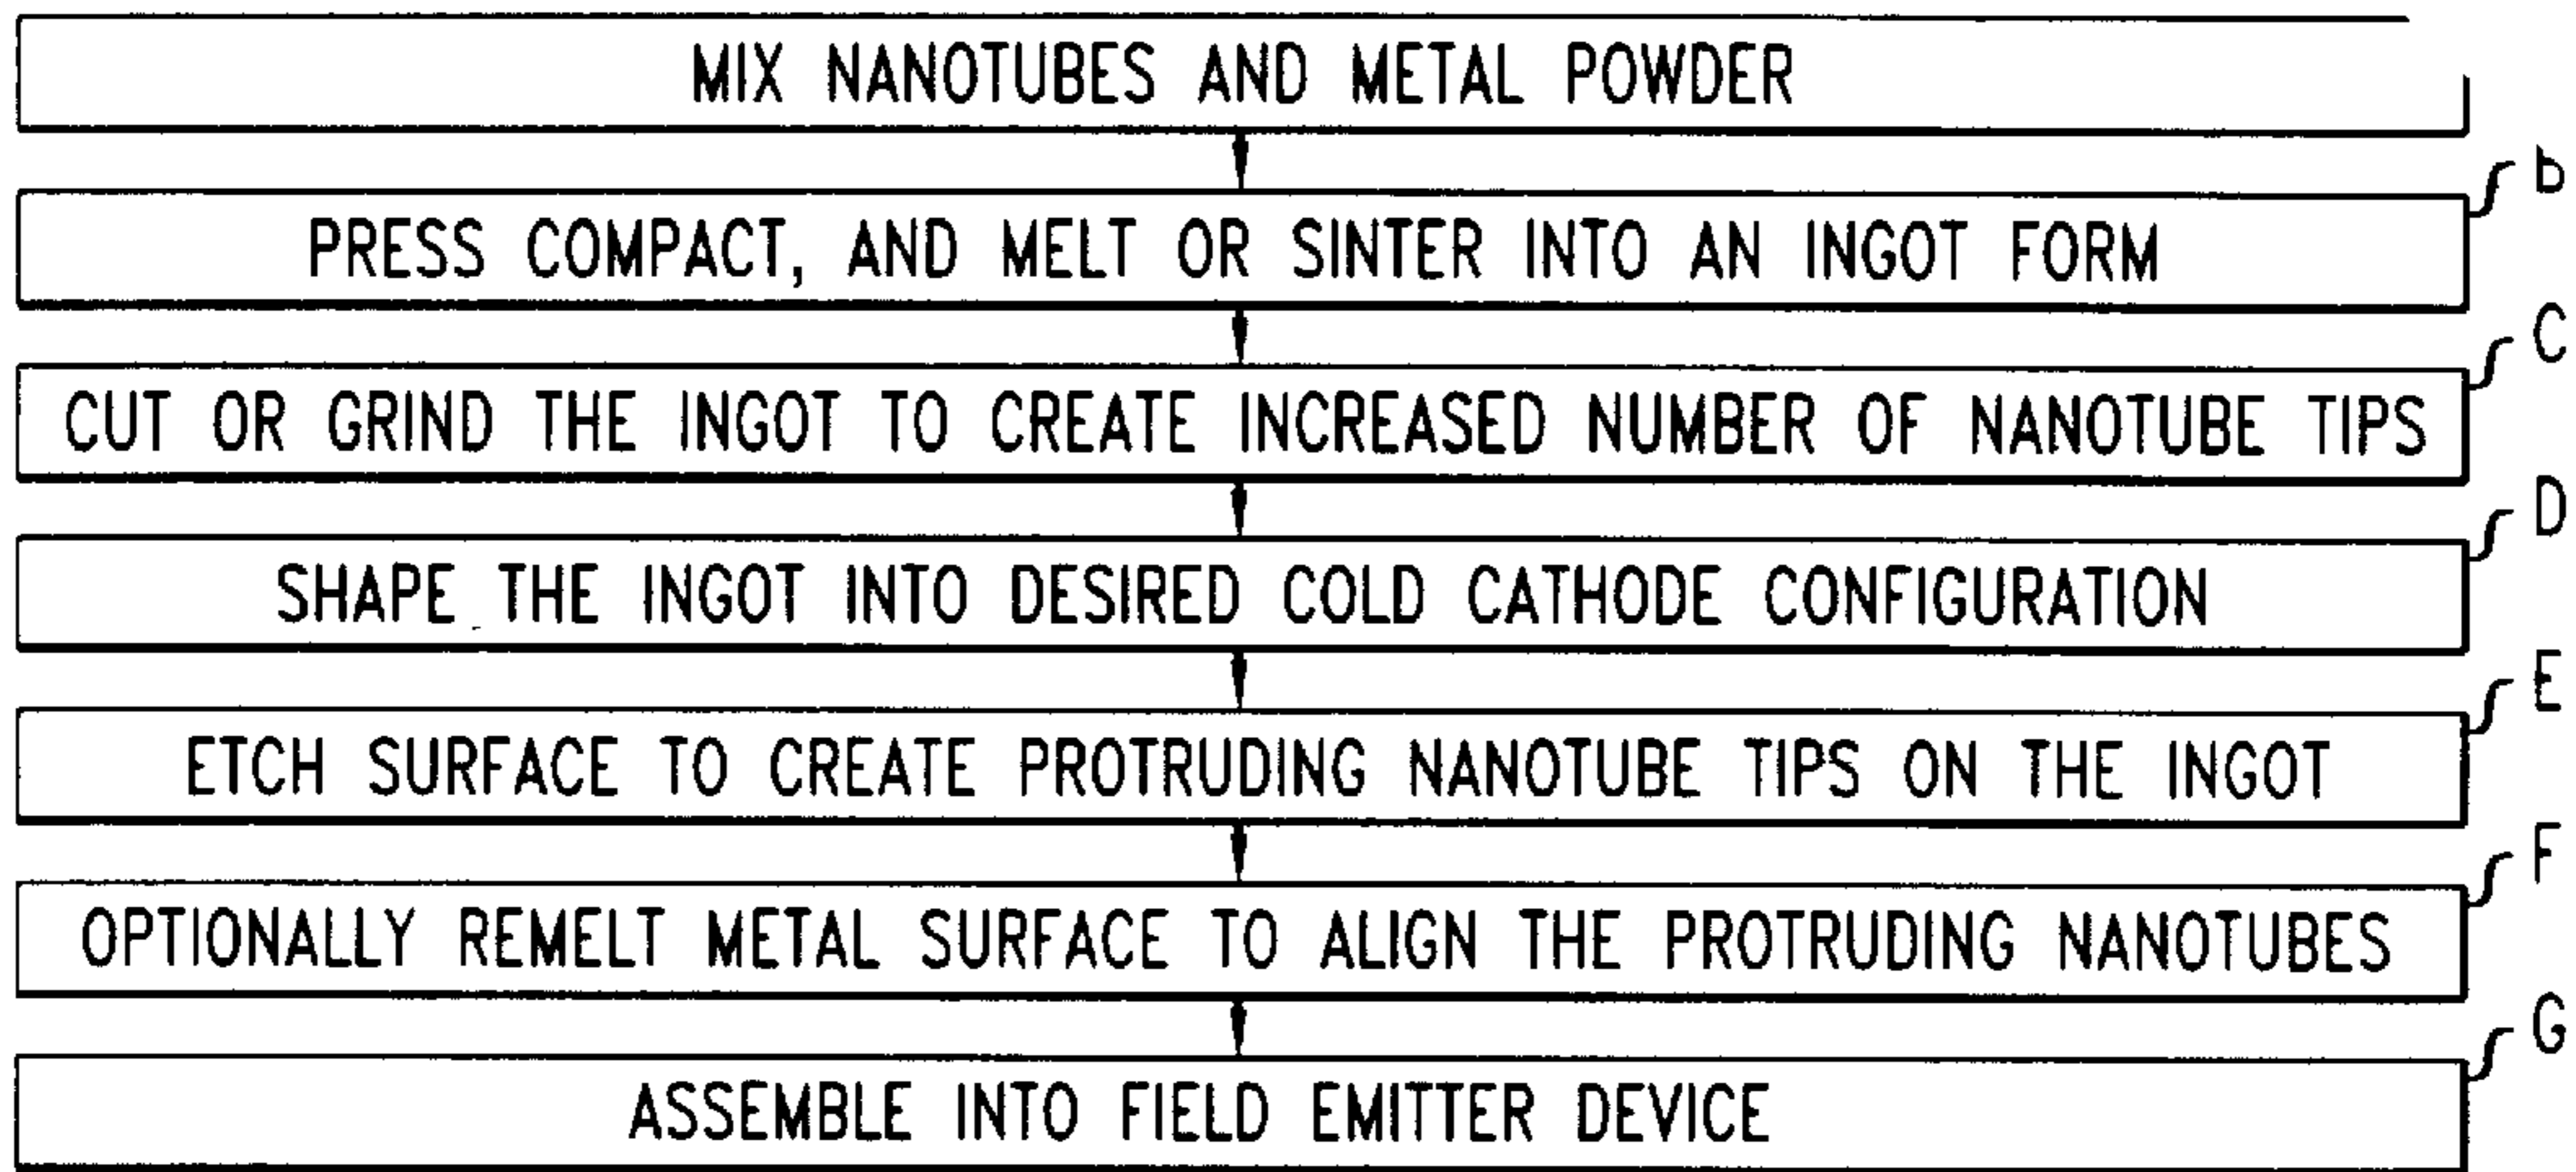 MIX NANOTUBES AND METAL POWDER
b
PRESS COMPACT, AND MELT OR SINTER INTO AN INGOT FORM
C
CUT OR GRIND THE INGOT TO CREATE INCREASED NUMBER OF NANOTUBE TIPS
D
SHAPE THE INGOT INTO DESIRED COLD CATHODE CONFIGURATION
E
ETCH SURFACE TO CREATE PROTRUDING NANOTUBE TIPS ON THE INGOT
F
OPTIONALLY REMELT METAL SURFACE TO ALIGN THE PROTRUDING NANOTUBES
G
ASSEMBLE INTO FIELD EMITTER DEVICE